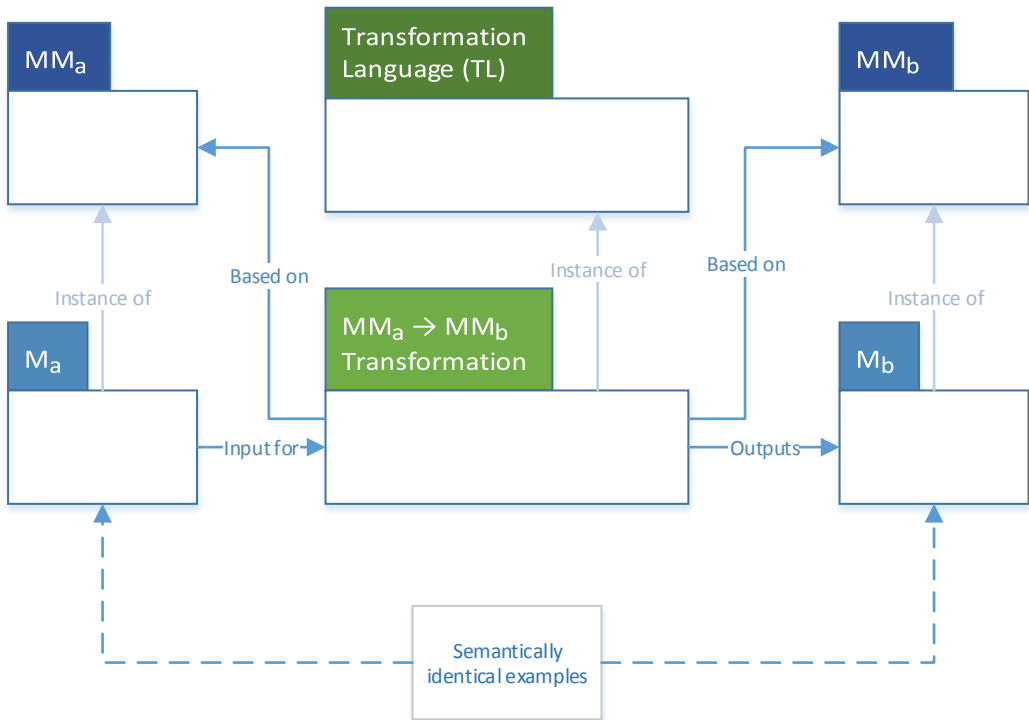 MMa
Transformation
Language (TL)
MMb
Based on
Based on
Instance of
Instance of
Instance of
MMa → MMb
Transformation
Ma
Mb
Input for
Outputs
Semantically
identical examples